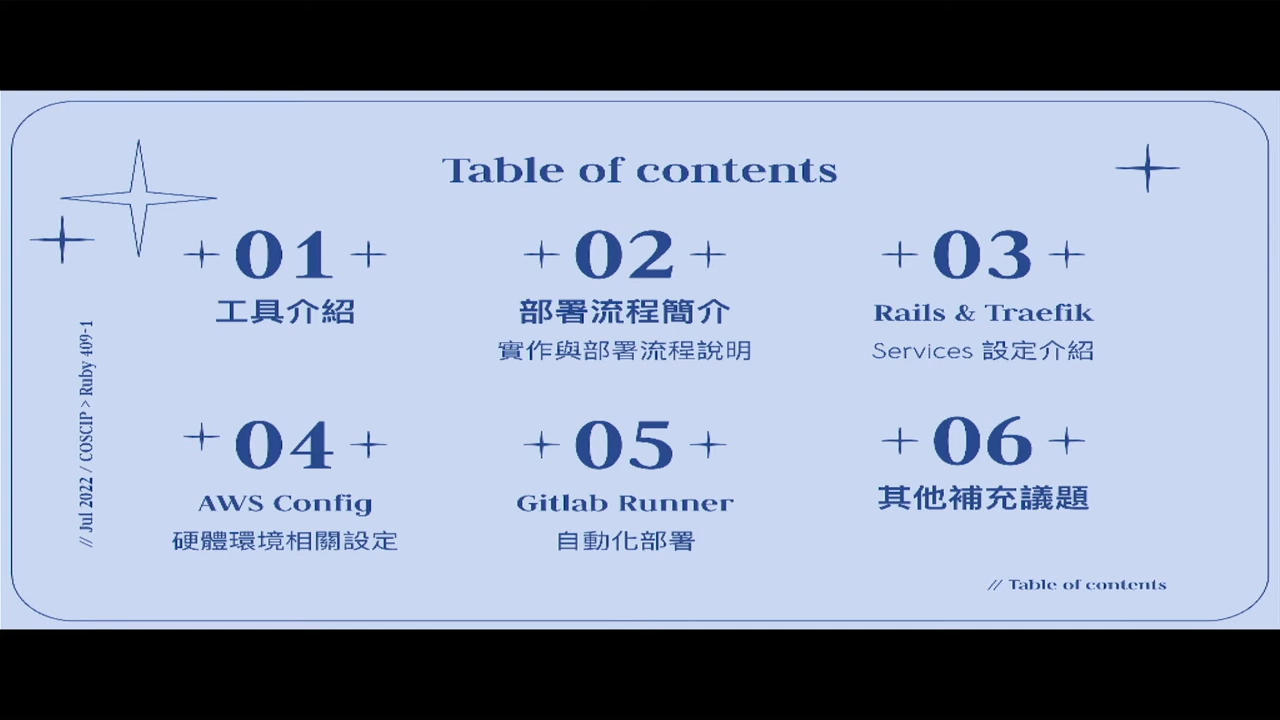 Table of contents
01
工具介紹
02
部署流程簡介
實作與部署流程說明
03
Rails & Traefik
Services 設定介紹
04
AWS Config
硬體環境相關設定
05
Gitlab Runner
自動化部署
06
其他補充議題
// Jul 2022 / COSCIP > Ruby 409-1
// Table of contents